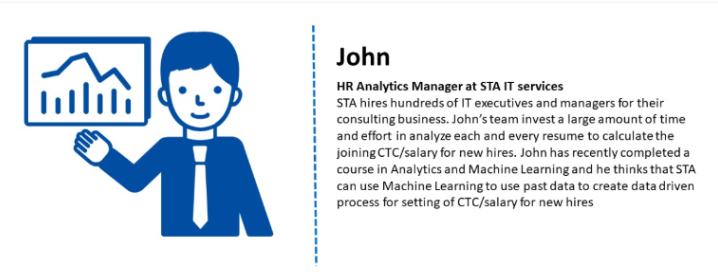 John
HR Analytics Manager at STA IT services
STA hires hundreds of IT executives and managers for their
consulting business. John's team invest a large amount of time
and effort in analyze each and every resume to calculate the
joining CTC/salary for new hires. John has recently completed a
course in Analytics and Machine Learning and he thinks that STA
can use Machine Learning to use past data to create data driven
process for setting of CTC/salary for new hires